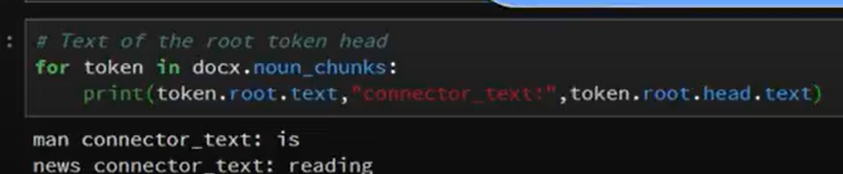 :
# Text of the root token head
for token in docx.noun_chunks:
    print(token.root.text,"connector_text:",token.root.head.text)
man connector_text: is
news connector_text: reading